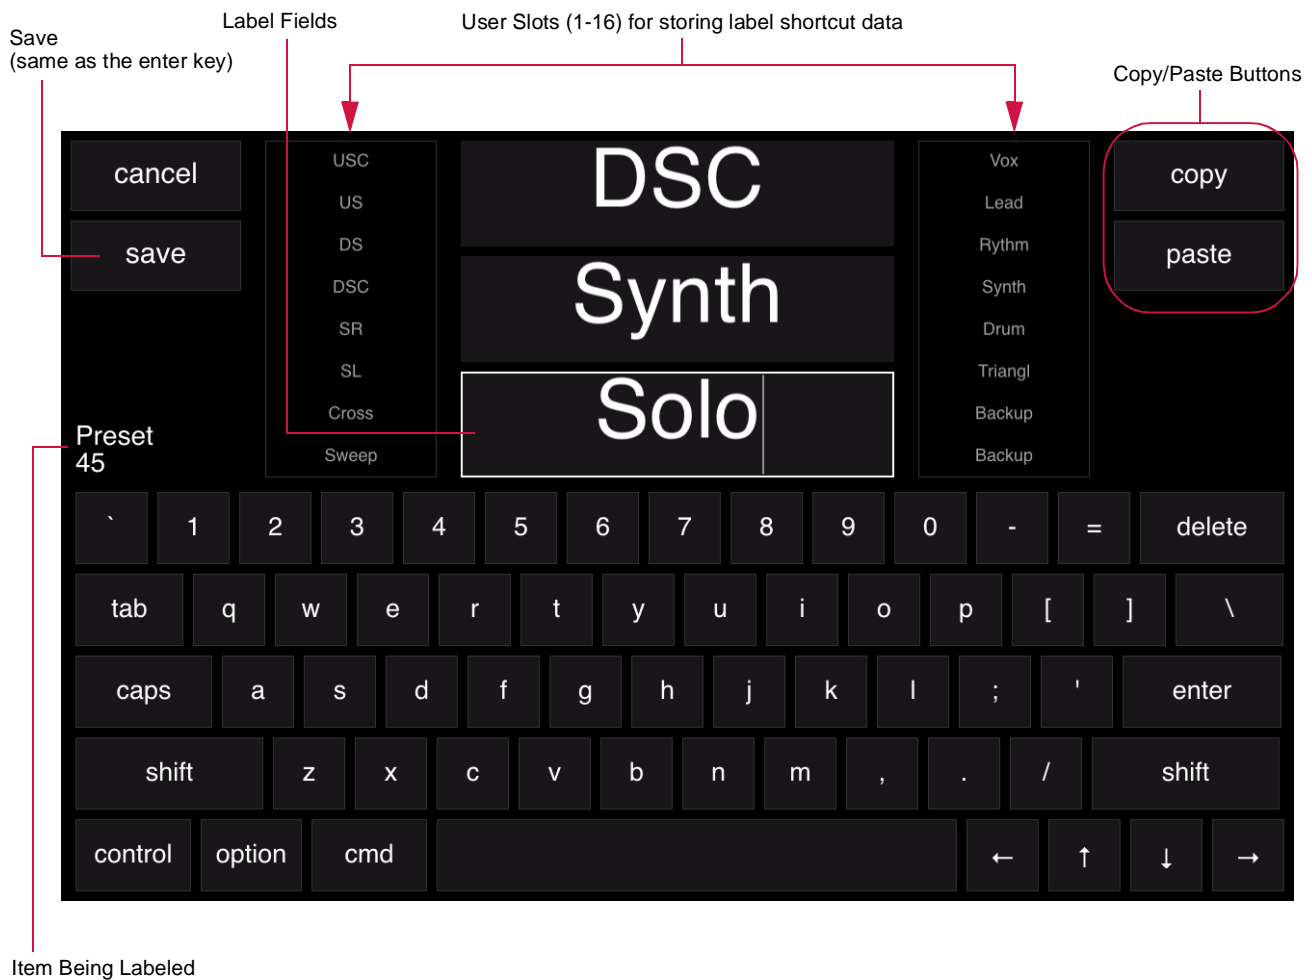 Label Fields
User Slots (1-16) for storing label shortcut data
Save
(same as the enter key)
Copy/Paste Buttons
cancel
save
USC
US
DS
DSC
SR
SL
Cross
Sweep
DSC
Synth
Solo
Vox
Lead
Rythm
Synth
Drum
Triangl
Backup
Backup
copy
paste
Preset
45
` 1 2 3 4 5 6 7 8 9 0 - = delete
tab q w e r t y u i o p [ ] \
caps a s d f g h j k l ; ' enter
shift z x c v b n m , . / shift
control option cmd ← ↑ ↓ →
Item Being Labeled